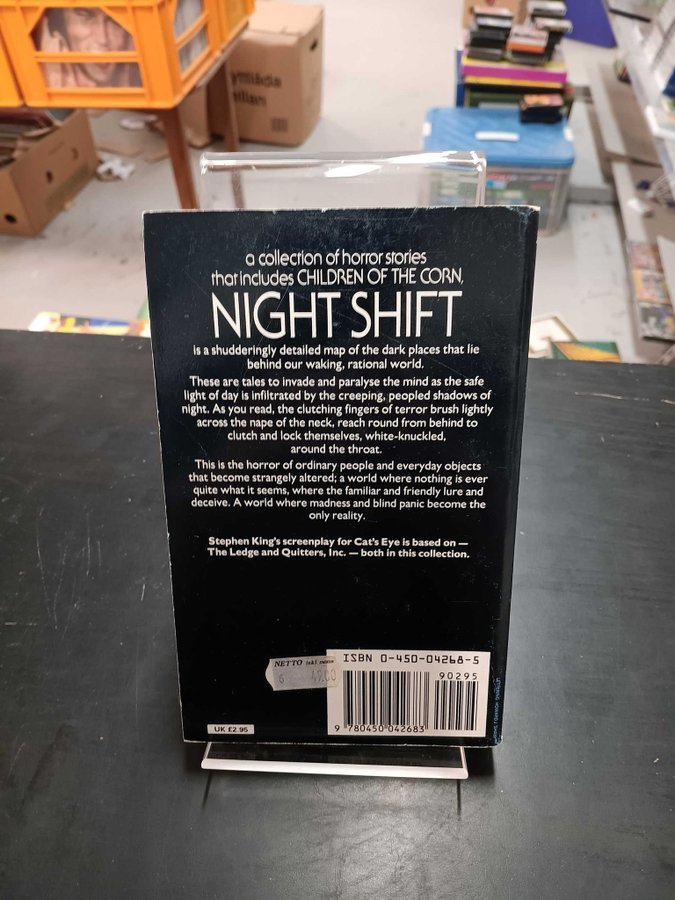 a collection of horror stories
that includes CHILDREN OF THE CORN,
NIGHT SHIFT
is a shudderingly detailed map of the dark places that lie
behind our waking, rational world.
These are tales to invade and paralyse the mind as the safe
light of day is infiltrated by the creeping, peopled shadows of
night. As you read, the clutching fingers of terror brush lightly
across the nape of the neck, reach round from behind to
clutch and lock themselves, white-knuckled,
around the throat.
This is the horror of ordinary people and everyday objects
that become strangely altered; a world where nothing is ever
quite what it seems, where the familiar and friendly lure and
deceive. A world where madness and blind panic become the
only reality.
Stephen King's screenplay for Cat's Eye is based on —
The Ledge and Quitters, Inc. — both in this collection.
NETTO inkl moms
6 49.00
ISBN 0-450-04268-5
90295
9 780450 042683
UK £2.95